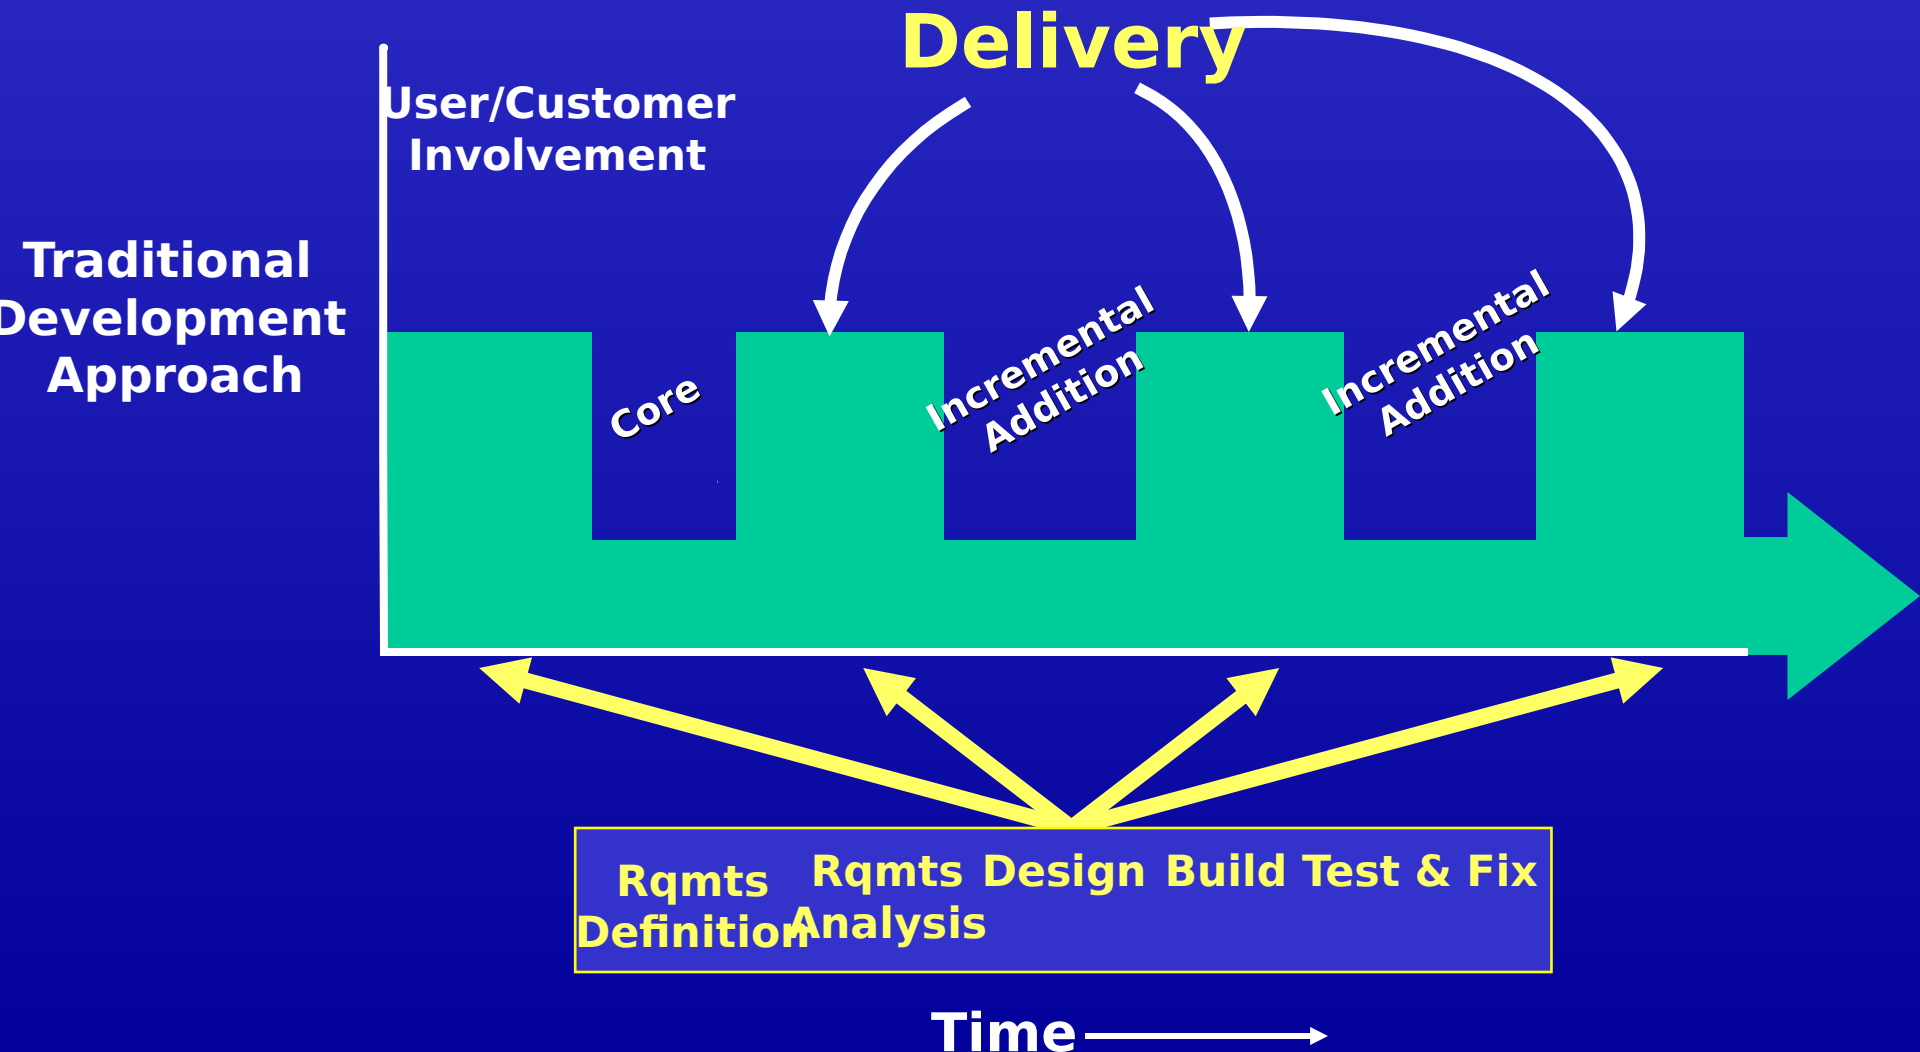 Delivery
User/Customer
Involvement
Traditional
Development
Approach
Core
Incremental
Addition
Incremental
Addition
Rqmts
Definition
Rqmts Design Build Test & Fix
Analysis
Time